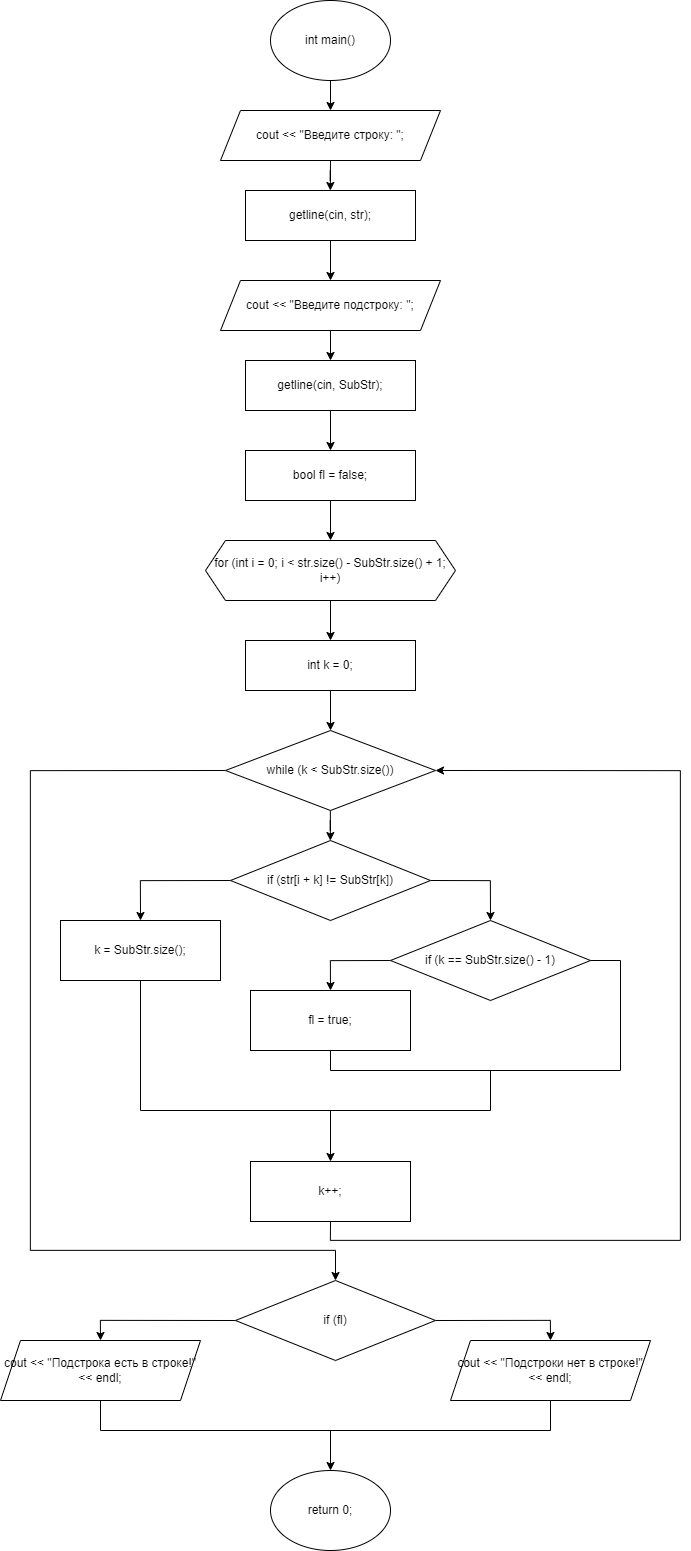 int main()
cout << "Введите строку: ";
getline(cin, str);
cout << "Введите подстроку: ";
getline(cin, SubStr);
bool fl = false;
for (int i = 0; i < str.size() - SubStr.size() + 1;
i++)
int k = 0;
while (k < SubStr.size())
if (str[i + k] != SubStr[k])
k = SubStr.size();
if (k == SubStr.size() - 1)
fl = true;
k++;
if (fl)
cout << "Подстрока есть в строке!"
<< endl;
cout << "Подстроки нет в строке!"
<< endl;
return 0;